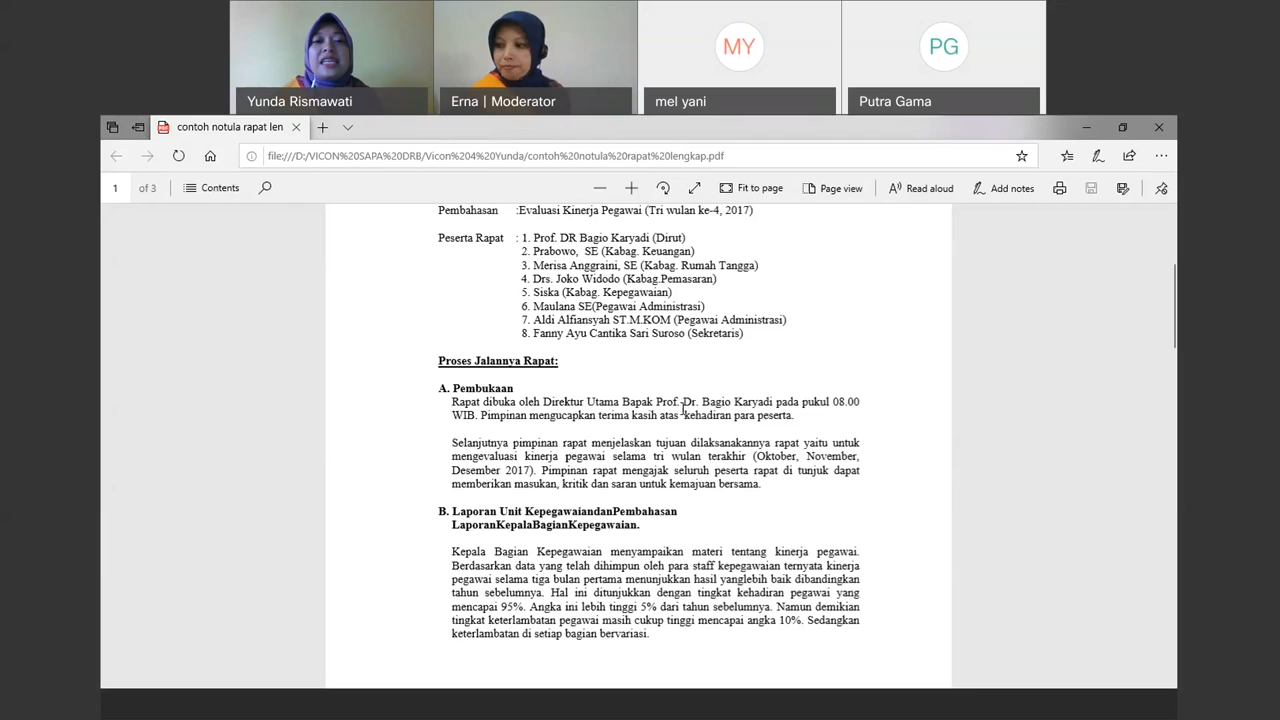 MY
PG
Yunda Rismawati
Erna | Moderator
mel yani
Putra Gama
contoh notula rapat len
file:///D:/VICON%20SAPA%20DRB/Vicon%204%20Yunda/contoh%20notula%20rapat%20lengkap.pdf
1 of 3 Contents Fit to page Page view Read aloud Add notes
Pembahasan :Evaluasi Kinerja Pegawai (Tri wulan ke-4, 2017)
Peserta Rapat : 1. Prof. DR Bagio Karyadi (Dirut)
2. Prabowo, SE (Kabag. Keuangan)
3. Merisa Anggraini, SE (Kabag. Rumah Tangga)
4. Drs. Joko Widodo (Kabag.Pemasaran)
5. Siska (Kabag. Kepegawaian)
6. Maulana SE(Pegawai Administrasi)
7. Aldi Alfiansyah ST.M.KOM (Pegawai Administrasi)
8. Fanny Ayu Cantika Sari Suroso (Sekretaris)
Proses Jalannya Rapat:
A. Pembukaan
Rapat dibuka oleh Direktur Utama Bapak Prof. Dr. Bagio Karyadi pada pukul 08.00
WIB. Pimpinan mengucapkan terima kasih atas kehadiran para peserta.
Selanjutnya pimpinan rapat menjelaskan tujuan dilaksanakannya rapat yaitu untuk
mengevaluasi kinerja pegawai selama tri wulan terakhir (Oktober, November,
Desember 2017). Pimpinan rapat mengajak seluruh peserta rapat di tunjuk dapat
memberikan masukan, kritik dan saran untuk kemajuan bersama.
B. Laporan Unit KepegawaiandanPembahasan
LaporanKepalaBagianKepegawaian.
Kepala Bagian Kepegawaian menyampaikan materi tentang kinerja pegawai.
Berdasarkan data yang telah dihimpun oleh para staff kepegawaian ternyata kinerja
pegawai selama tiga bulan pertama menunjukkan hasil yanglebih baik dibandingkan
tahun sebelumnya. Hal ini ditunjukkan dengan tingkat kehadiran pegawai yang
mencapai 95%. Angka ini lebih tinggi 5% dari tahun sebelumnya. Namun demikian
tingkat keterlambatan pegawai masih cukup tinggi mencapai angka 10%. Sedangkan
keterlambatan di setiap bagian bervariasi.